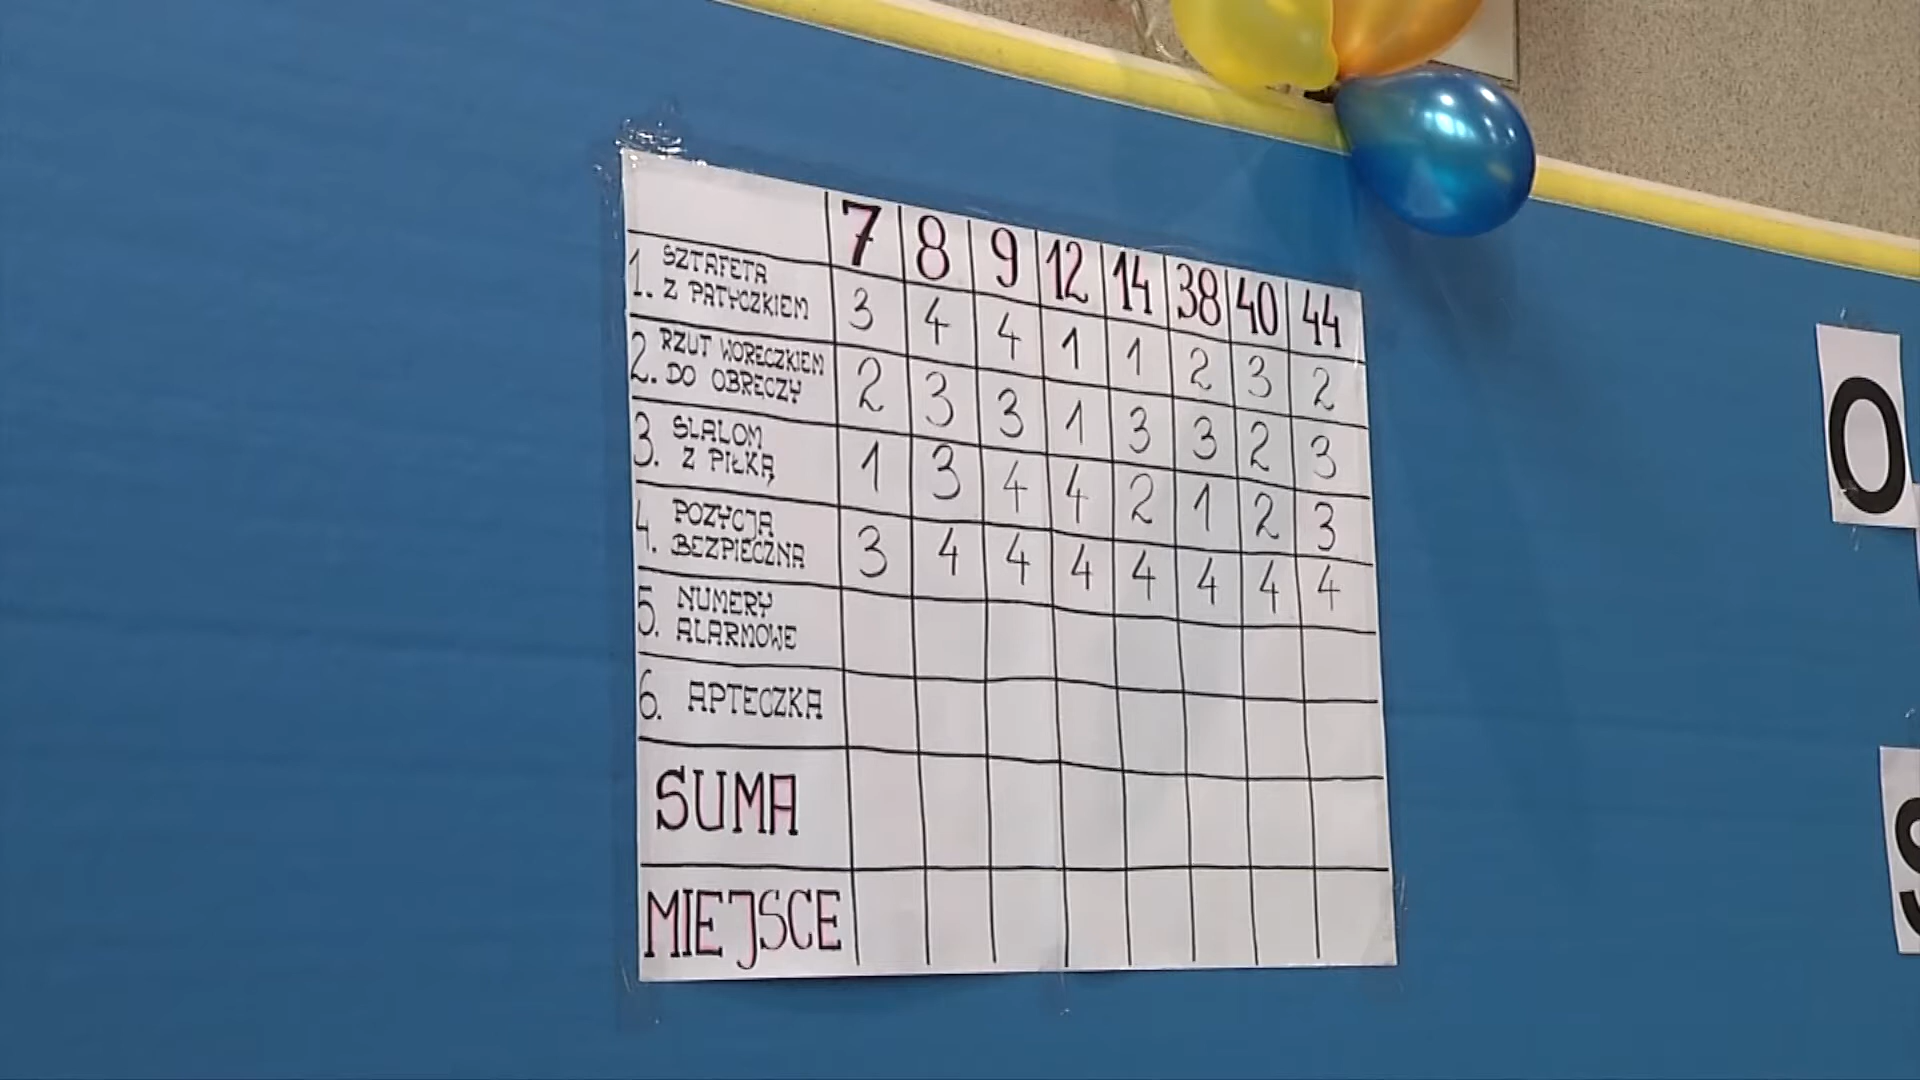 7 8 9 12 14 38 40 44
1. SZTAFETA
Z PATYCZKIEM 3 4 4 1 1 2 3 2
2. RZUT WORECZKIEM
DO OBRĘCZY 2 3 3 1 3 3 2 3
3. SLALOM
Z PIŁKĄ 1 3 4 4 2 1 2 3
4. POZYCJA
BEZPIECZNA 3 4 4 4 4 4 4 4
5. NUMERY
ALARMOWE
6. APTECZKA
SUMA
MIEJSCE
O
S